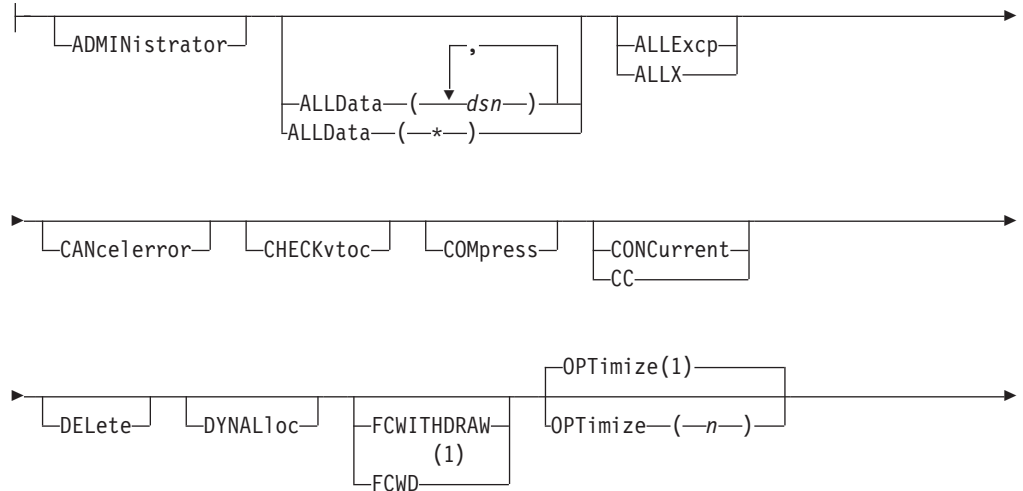 ADMINistrator
,
ALLData ( dsn )
ALLData ( * )
ALLExcp
ALLX
CANcelerror
CHECKvtoc
COMpress
CONCurrent
CC
DELete
DYNALloc
FCWITHDRAW
(1)
FCWD
OPTimize(1)
OPTimize ( n )